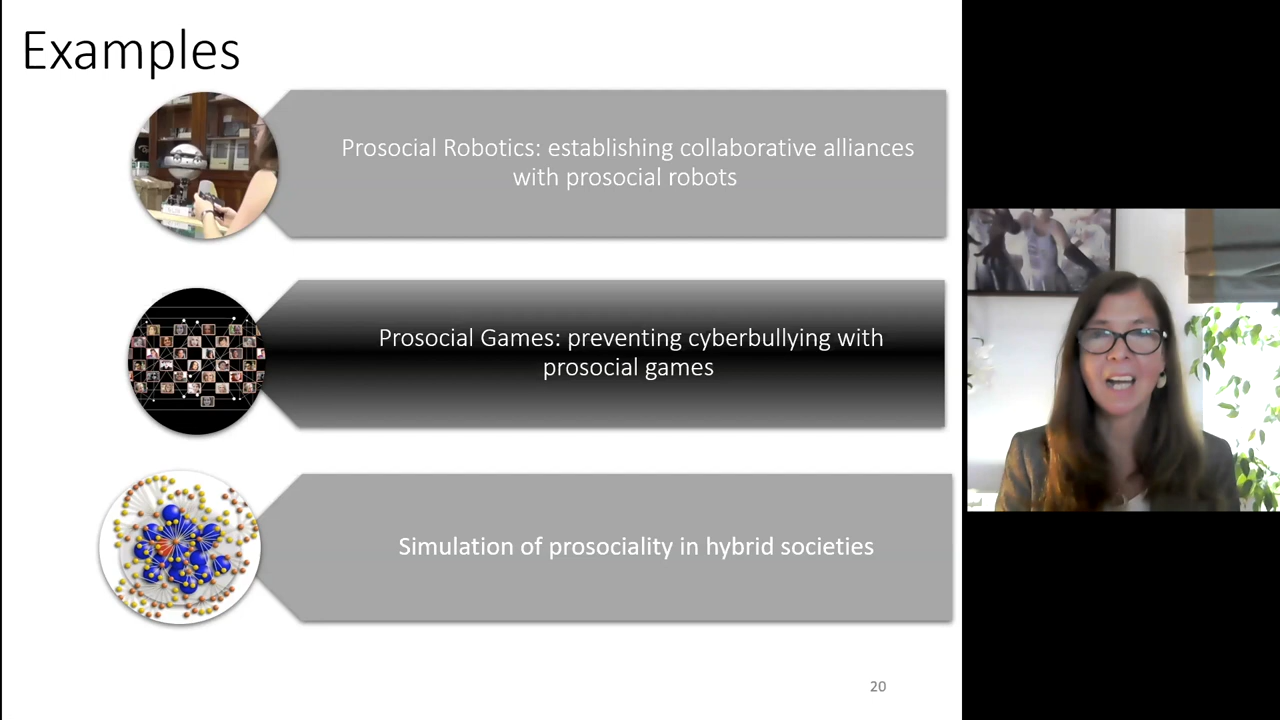 Examples
Prosocial Robotics: establishing collaborative alliances
with prosocial robots
Prosocial Games: preventing cyberbullying with
prosocial games
Simulation of prosociality in hybrid societies
20